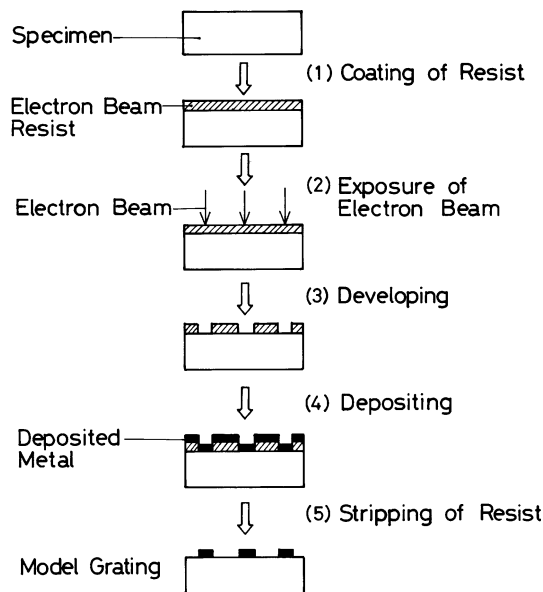 Specimen
(1) Coating of Resist
Electron Beam
Resist
(2) Exposure of
Electron Beam
Electron Beam
(3) Developing
(4) Depositing
Deposited
Metal
(5) Stripping of Resist
Model Grating